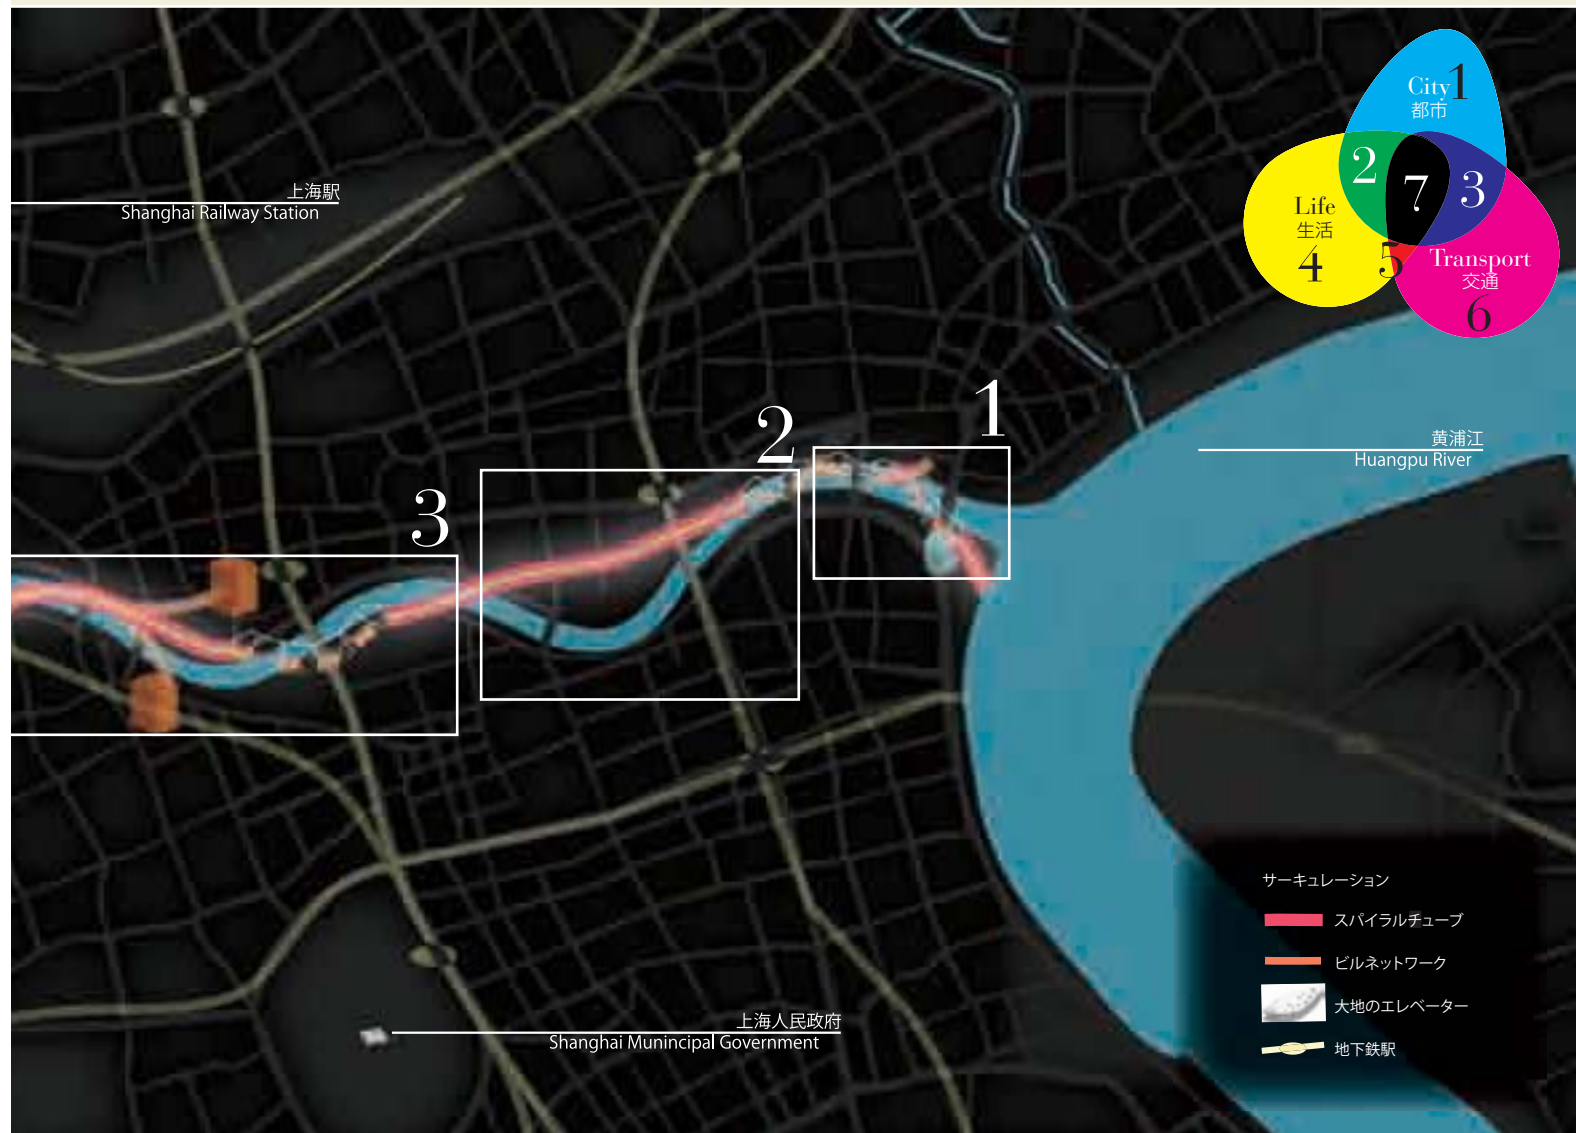 City 1
都市
2
7
3
Life
生活
4
5
Transport
交通
6
上海駅
Shanghai Railway Station
1
2
3
黄浦江
Huangpu River
サーキュレーション
スパイラルチューブ
ビルネットワーク
大地のエレベーター
地下鉄駅
上海人民政府
Shanghai Munincipal Government